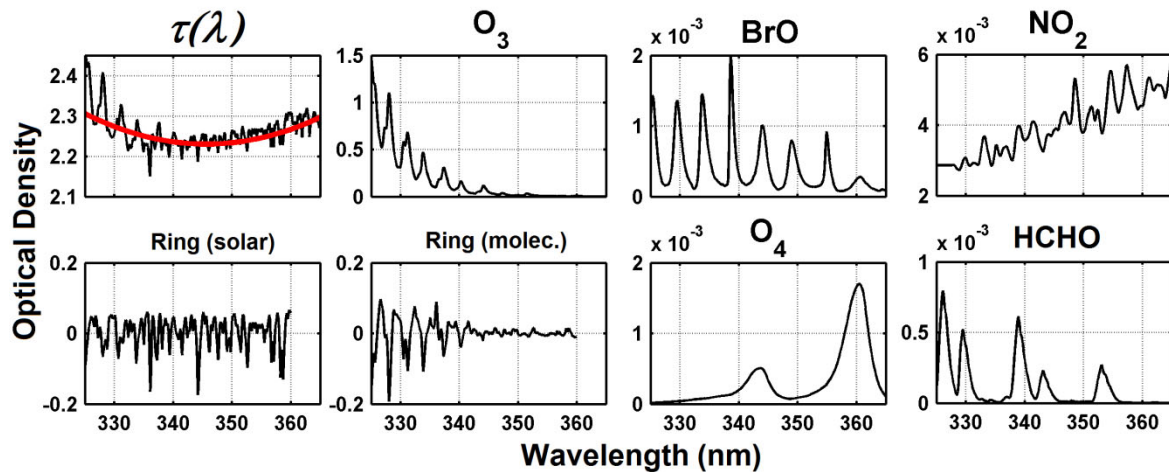 τ(λ)
2.4
2.3
2.2
2.1
O3
1.5
1
0.5
0
x 10^-3
BrO
2
1
0
x 10^-3
NO2
6
4
2
Ring (solar)
0.2
0
-0.2
330 340 350 360
Ring (molec.)
0.2
0
-0.2
330 340 350 360
x 10^-3
O4
2
1
0
330 340 350 360
x 10^-3
HCHO
1
0.5
0
330 340 350 360
Optical Density
Wavelength (nm)